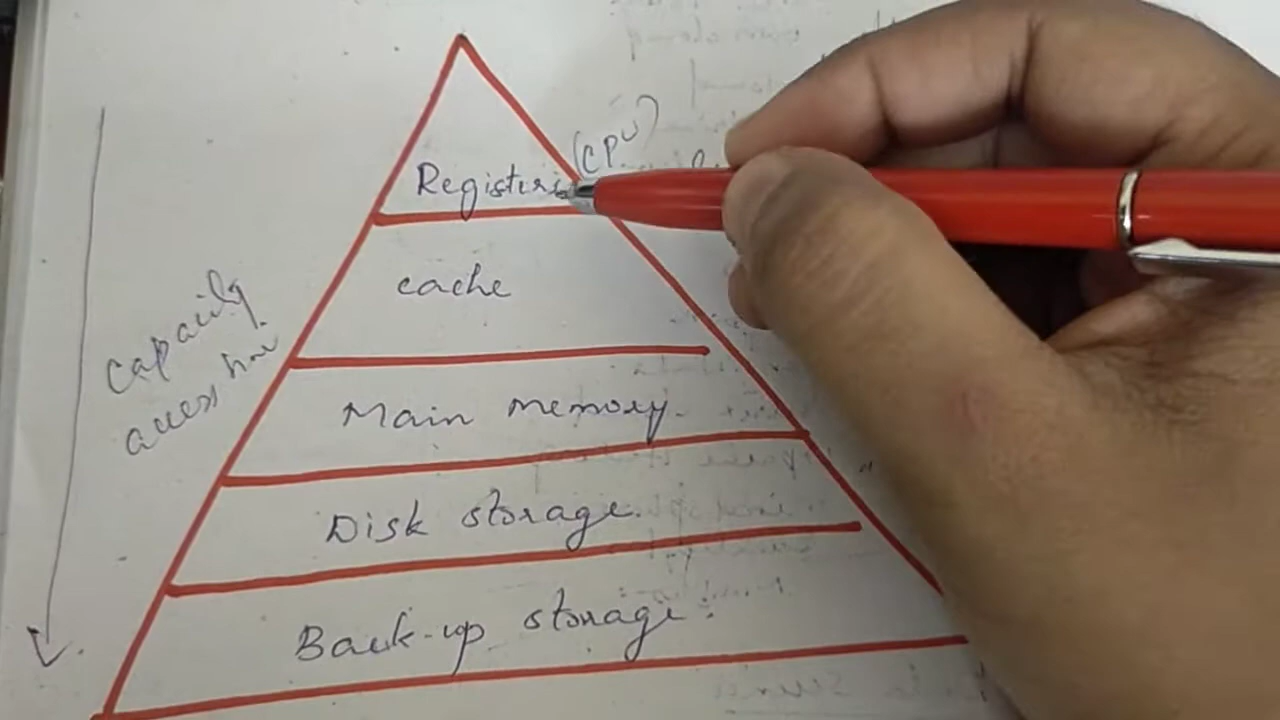 (CPU)
Registers
cache
Capacity
access time
Main memory.
Disk storage.
Back-up storage.